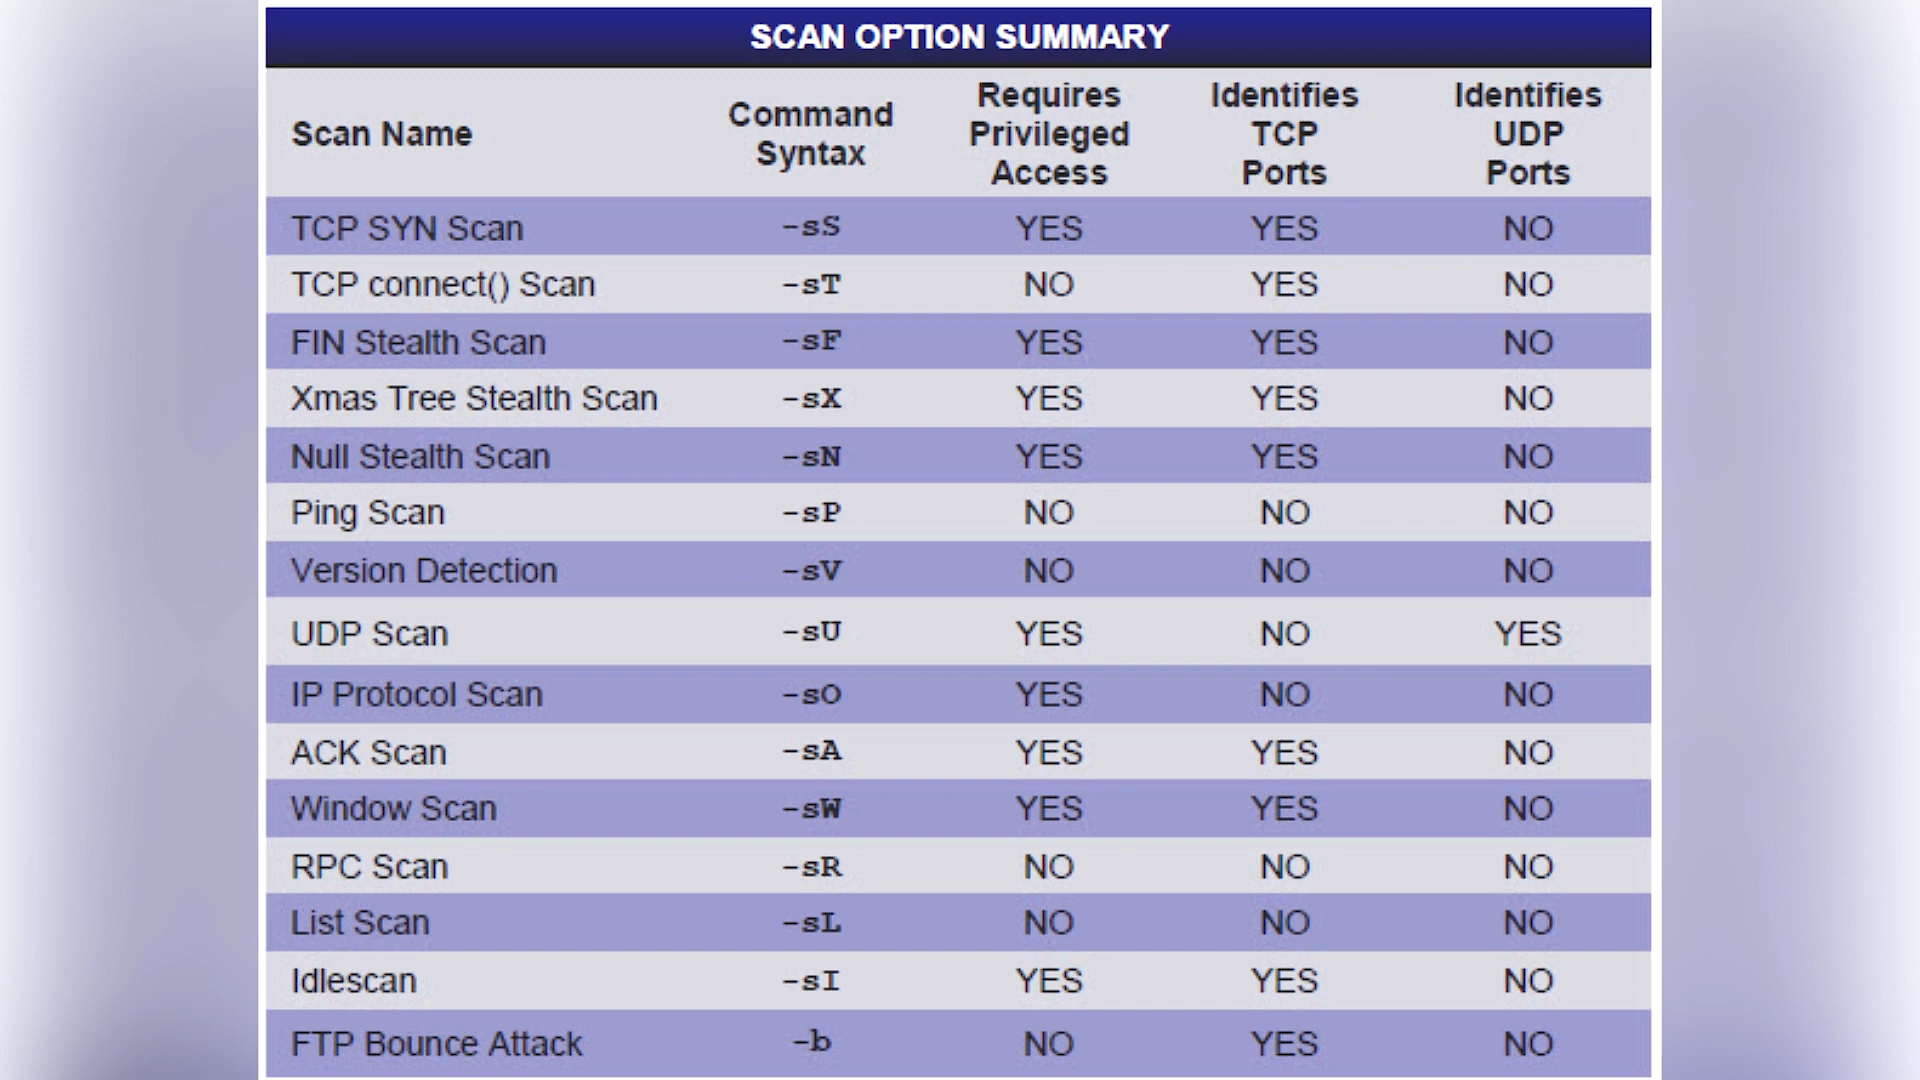 SCAN OPTION SUMMARY
Scan Name Command Syntax Requires Privileged Access Identifies TCP Ports Identifies UDP Ports
TCP SYN Scan -sS YES YES NO
TCP connect() Scan -sT NO YES NO
FIN Stealth Scan -sF YES YES NO
Xmas Tree Stealth Scan -sX YES YES NO
Null Stealth Scan -sN YES YES NO
Ping Scan -sP NO NO NO
Version Detection -sV NO NO NO
UDP Scan -sU YES NO YES
IP Protocol Scan -sO YES NO NO
ACK Scan -sA YES YES NO
Window Scan -sW YES YES NO
RPC Scan -sR NO NO NO
List Scan -sL NO NO NO
Idlescan -sI YES YES NO
FTP Bounce Attack -b NO YES NO